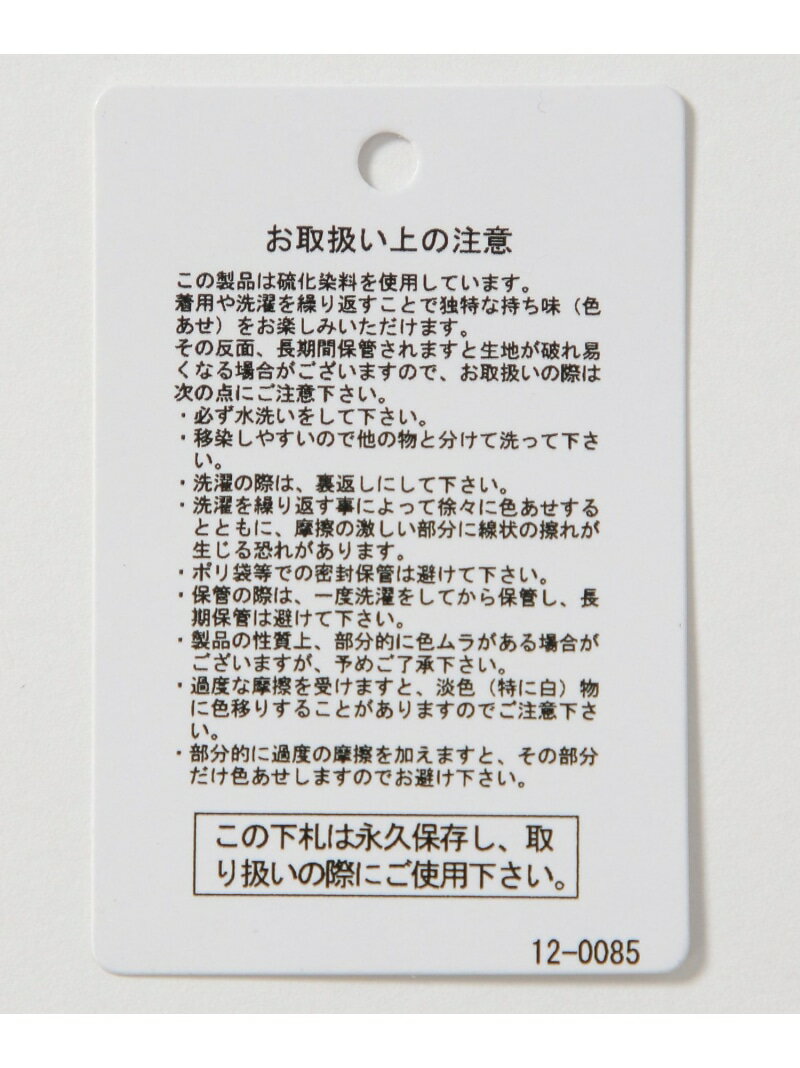 お取扱い上の注意
この製品は硫化染料を使用しています。
着用や洗濯を繰り返すことで独特な持ち味（色
あせ）をお楽しみいただけます。
その反面、長期間保管されますと生地が破れ易
くなる場合がございますので、お取扱いの際は
次の点にご注意下さい。
・必ず水洗いをして下さい。
・移染しやすいので他の物と分けて洗って下さ
い。
・洗濯の際は、裏返しにして下さい。
・洗濯を繰り返す事によって徐々に色あせする
とともに、摩擦の激しい部分に線状の擦れが
生じる恐れがあります。
・ポリ袋等での密封保管は避けて下さい。
・保管の際は、一度洗濯をしてから保管し、長
期保管は避けて下さい。
・製品の性質上、部分的に色ムラがある場合が
ございますが、予めご了承下さい。
・過度な摩擦を受けますと、淡色（特に白）物
に色移りすることがありますのでご注意下さ
い。
・部分的に過度の摩擦を加えますと、その部分
だけ色あせしますのでお避け下さい。
この下札は永久保存し、取
り扱いの際にご使用下さい。
12-0085